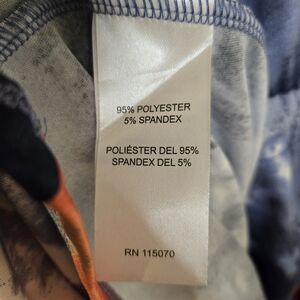 95% POLYESTER
5% SPANDEX
POLIÉSTER DEL 95%
SPANDEX DEL 5%
RN 115070